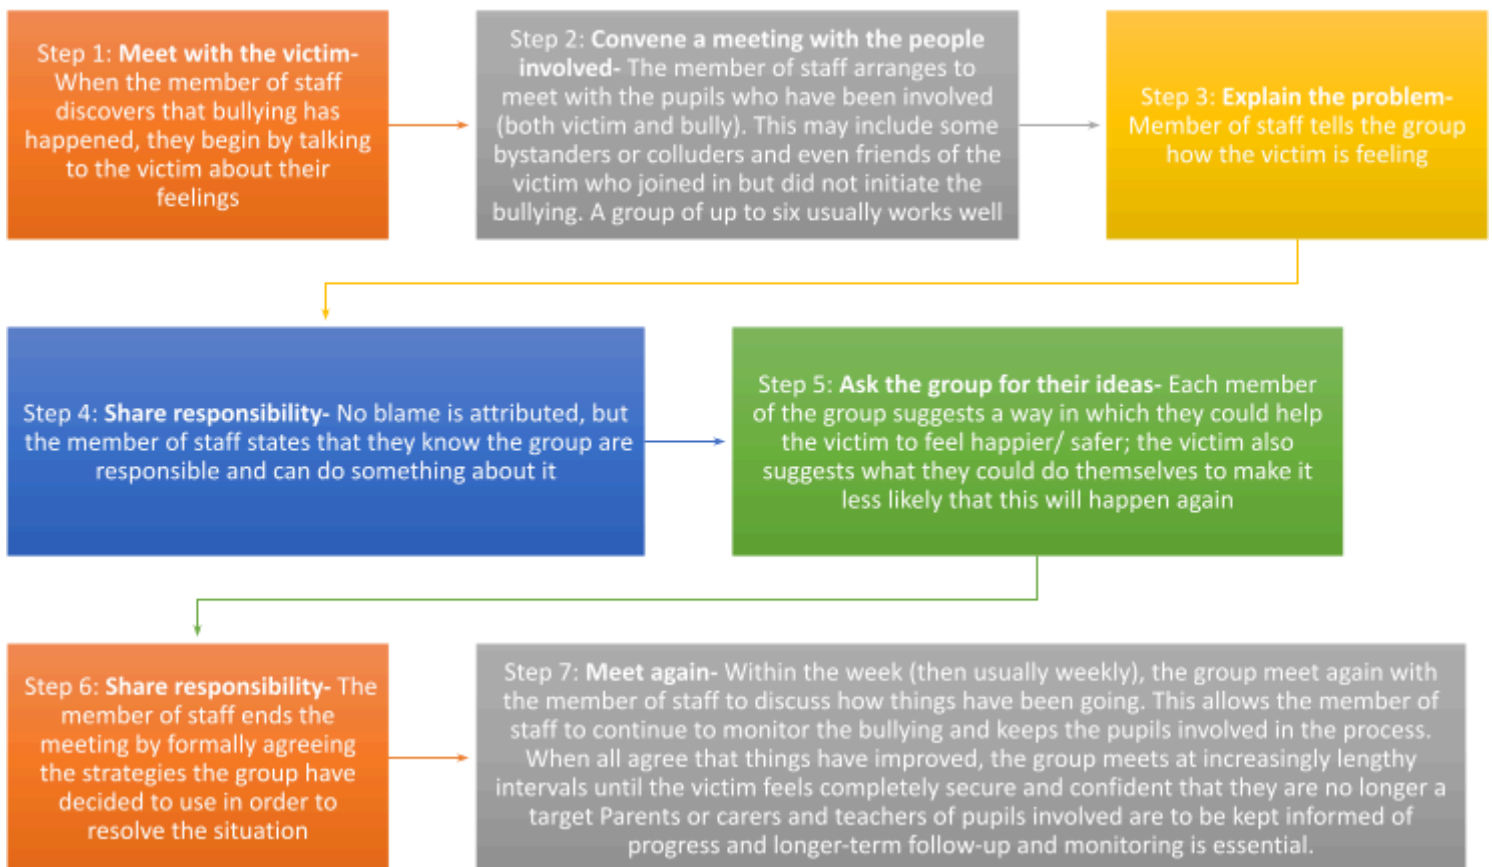 Step 1: Meet with the victim-
When the member of staff
discovers that bullying has
happened, they begin by talking
to the victim about their
feelings
Step 2: Convene a meeting with the people
involved- The member of staff arranges to
meet with the pupils who have been involved
(both victim and bully). This may include some
bystanders or colluders and even friends of the
victim who joined in but did not initiate the
bullying. A group of up to six usually works well
Step 3: Explain the problem-
Member of staff tells the group
how the victim is feeling
Step 4: Share responsibility- No blame is attributed, but
the member of staff states that they know the group are
responsible and can do something about it
Step 5: Ask the group for their ideas- Each member
of the group suggests a way in which they could help
the victim to feel happier/ safer; the victim also
suggests what they could do themselves to make it
less likely that this will happen again
Step 6: Share responsibility- The
member of staff ends the
meeting by formally agreeing
the strategies the group have
decided to use in order to
resolve the situation
Step 7: Meet again- Within the week (then usually weekly), the group meet again with
the member of staff to discuss how things have been going. This allows the member of
staff to continue to monitor the bullying and keeps the pupils involved in the process.
When all agree that things have improved, the group meets at increasingly lengthy
intervals until the victim feels completely secure and confident that they are no longer a
target Parents or carers and teachers of pupils involved are to be kept informed of
progress and longer-term follow-up and monitoring is essential.